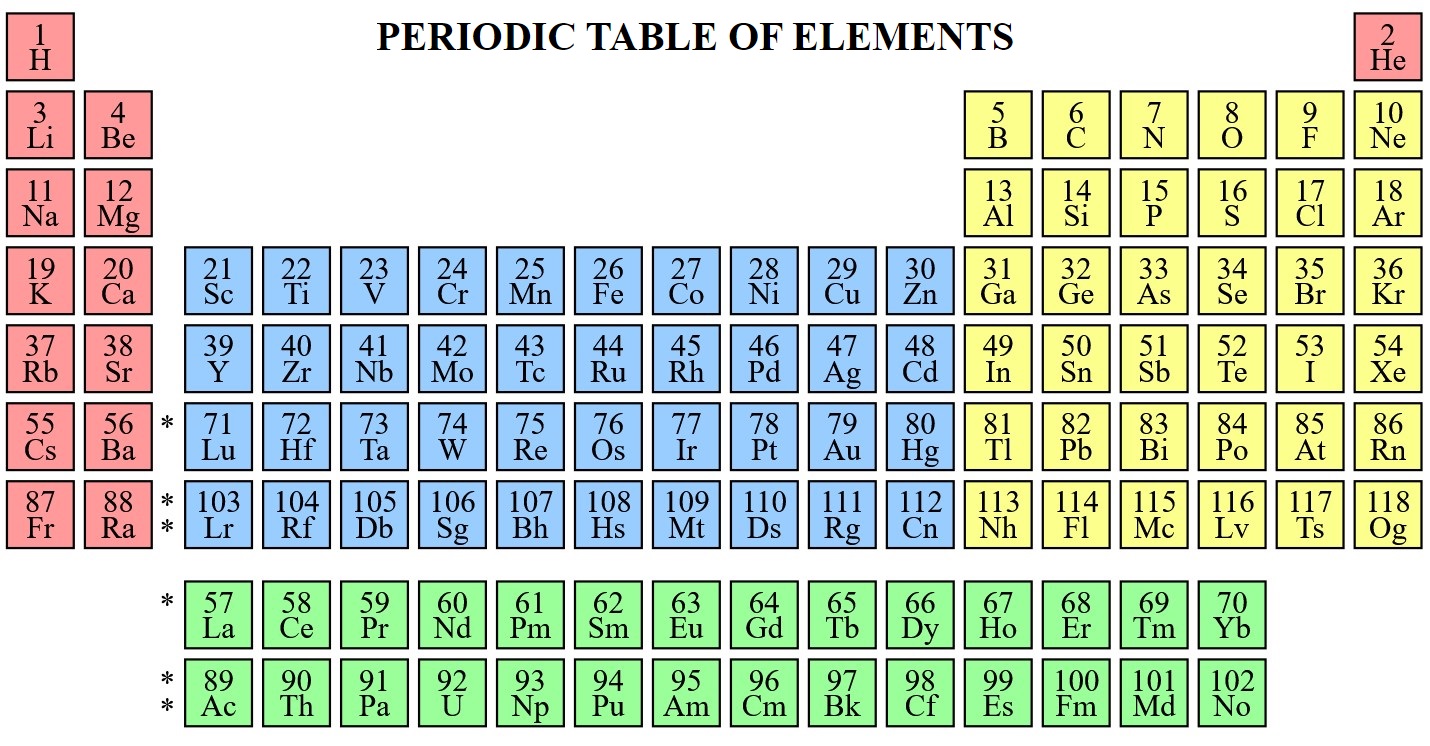 PERIODIC TABLE OF ELEMENTS
1 2
H He
3 4 5 6 7 8 9 10
Li Be B C N O F Ne
11 12 13 14 15 16 17 18
Na Mg Al Si P S Cl Ar
19 20 21 22 23 24 25 26 27 28 29 30 31 32 33 34 35 36
K Ca Sc Ti V Cr Mn Fe Co Ni Cu Zn Ga Ge As Se Br Kr
37 38 39 40 41 42 43 44 45 46 47 48 49 50 51 52 53 54
Rb Sr Y Zr Nb Mo Tc Ru Rh Pd Ag Cd In Sn Sb Te I Xe
55 56 * 71 72 73 74 75 76 77 78 79 80 81 82 83 84 85 86
Cs Ba Lu Hf Ta W Re Os Ir Pt Au Hg Tl Pb Bi Po At Rn
87 88 * 103 104 105 106 107 108 109 110 111 112 113 114 115 116 117 118
Fr Ra * Lr Rf Db Sg Bh Hs Mt Ds Rg Cn Nh Fl Mc Lv Ts Og
* 57 58 59 60 61 62 63 64 65 66 67 68 69 70
La Ce Pr Nd Pm Sm Eu Gd Tb Dy Ho Er Tm Yb
* 89 90 91 92 93 94 95 96 97 98 99 100 101 102
* Ac Th Pa U Np Pu Am Cm Bk Cf Es Fm Md No